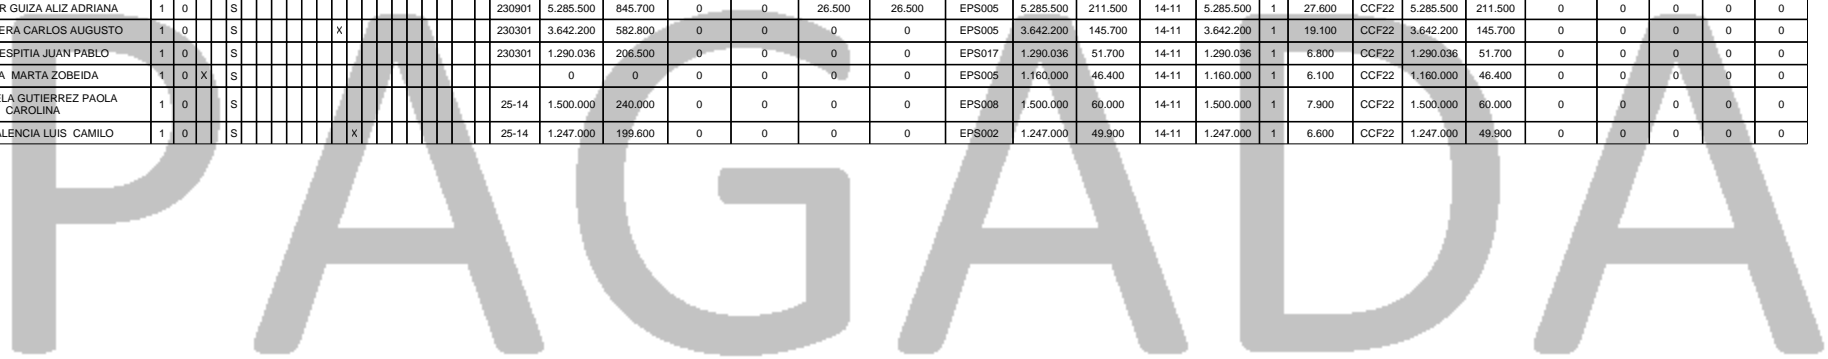 R GUIZA ALIZ ADRIANA 1 0 S 230901 5.285.500 845.700 0 0 26.500 26.500 EPS005 5.285.500 211.500 14-11 5.285.500 1 27.600 CCF22 5.285.500 211.500 0 0 0 0 0
ERA CARLOS AUGUSTO 1 0 S X 230301 3.642.200 582.800 0 0 0 0 EPS005 3.642.200 145.700 14-11 3.642.200 1 19.100 CCF22 3.642.200 145.700 0 0 0 0 0
ESPITIA JUAN PABLO 1 0 S 230301 1.290.036 206.500 0 0 0 0 EPS017 1.290.036 51.700 14-11 1.290.036 1 6.800 CCF22 1.290.036 51.700 0 0 0 0 0
A MARTA ZOBEIDA 1 0 X S 0 0 0 0 0 0 EPS005 1.160.000 46.400 14-11 1.160.000 1 6.100 CCF22 1.160.000 46.400 0 0 0 0 0
ELA GUTIERREZ PAOLA
CAROLINA 1 0 S 25-14 1.500.000 240.000 0 0 0 0 EPS008 1.500.000 60.000 14-11 1.500.000 1 7.900 CCF22 1.500.000 60.000 0 0 0 0 0
ALENCIA LUIS CAMILO 1 0 S X 25-14 1.247.000 199.600 0 0 0 0 EPS002 1.247.000 49.900 14-11 1.247.000 1 6.600 CCF22 1.247.000 49.900 0 0 0 0 0
PAGADA